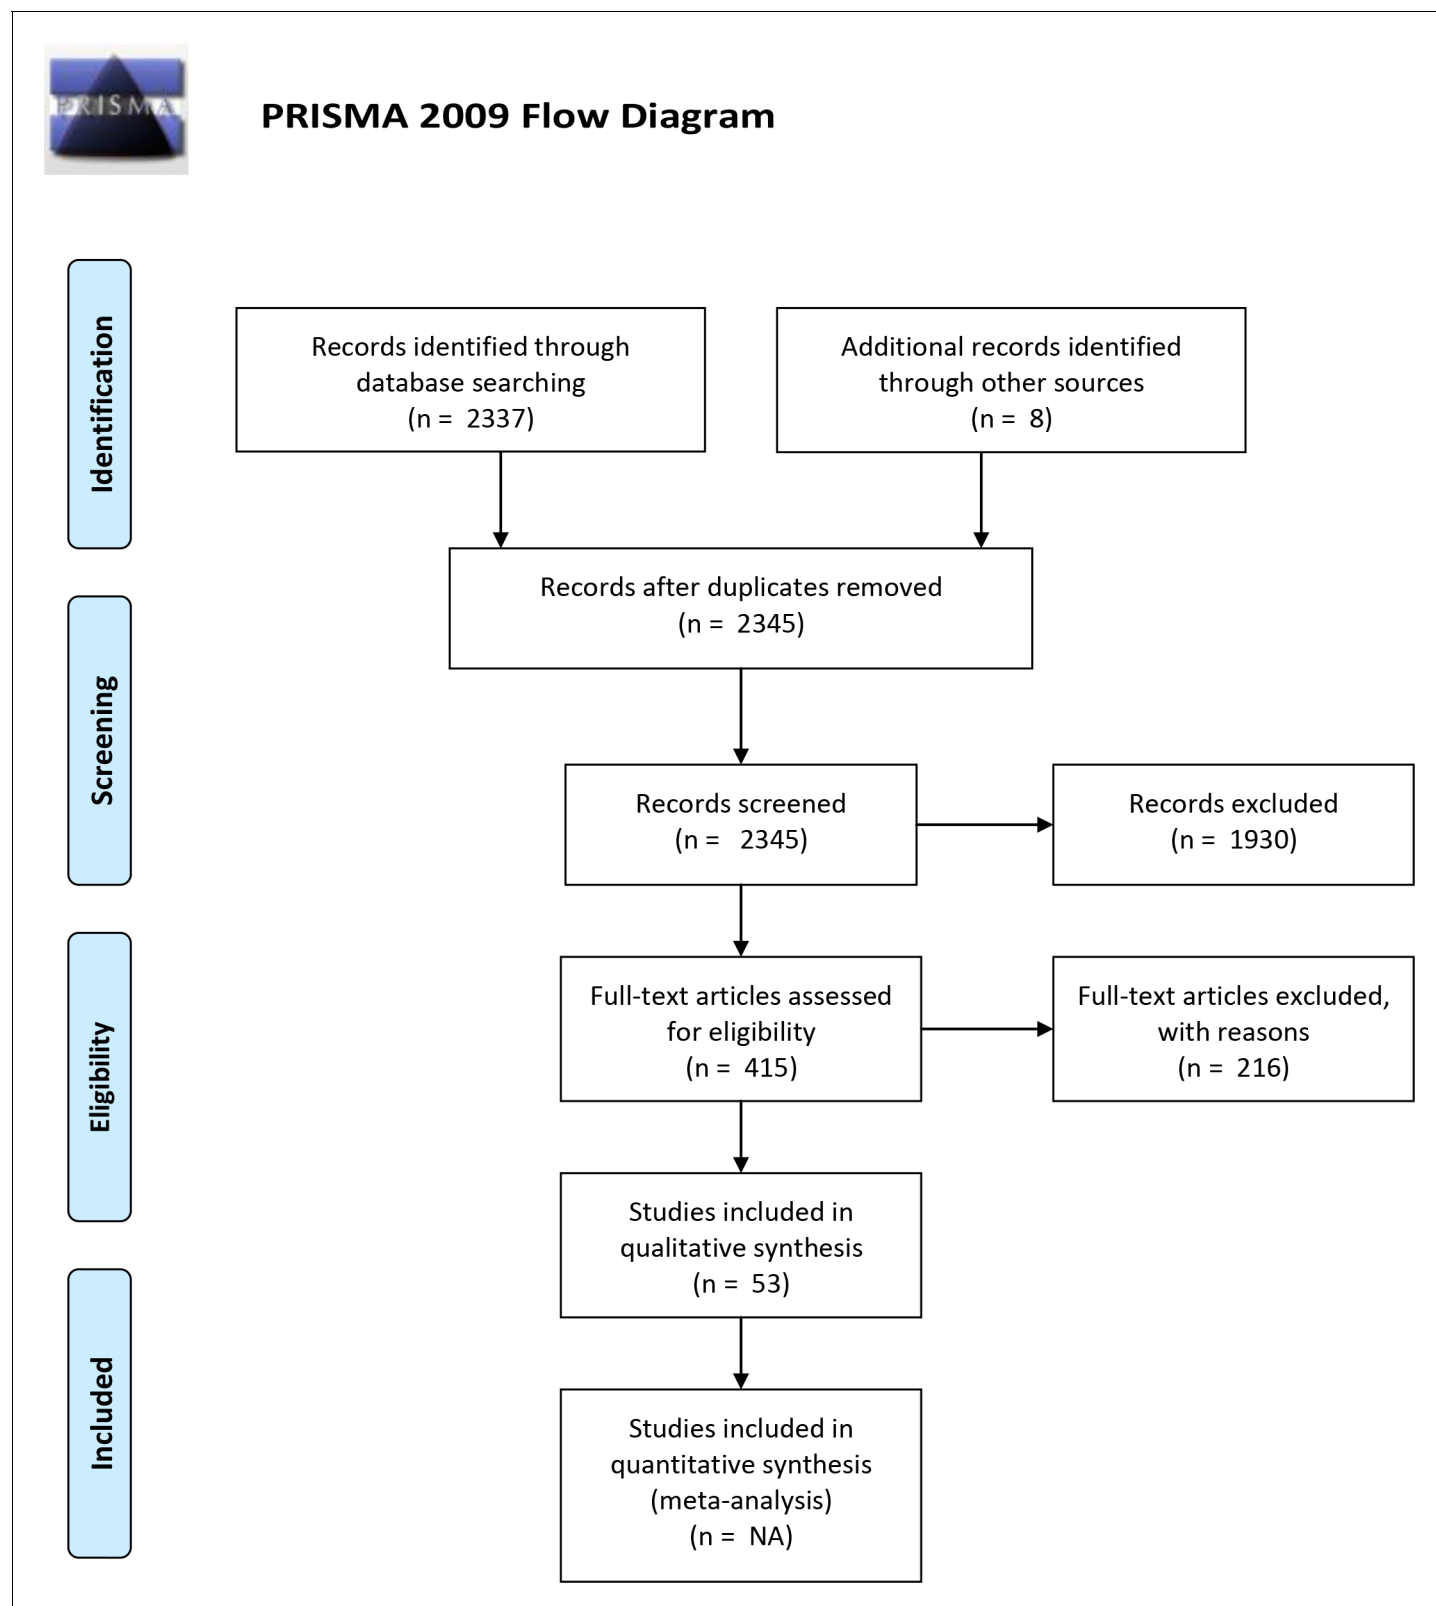 PRISMA
PRISMA 2009 Flow Diagram
Identification
Records identified through
database searching
(n = 2337)
Additional records identified
through other sources
(n = 8)
Records after duplicates removed
(n = 2345)
Screening
Records screened
(n = 2345)
Records excluded
(n = 1930)
Eligibility
Full-text articles assessed
for eligibility
(n = 415)
Full-text articles excluded,
with reasons
(n = 216)
Studies included in
qualitative synthesis
(n = 53)
Included
Studies included in
quantitative synthesis
(meta-analysis)
(n = NA)